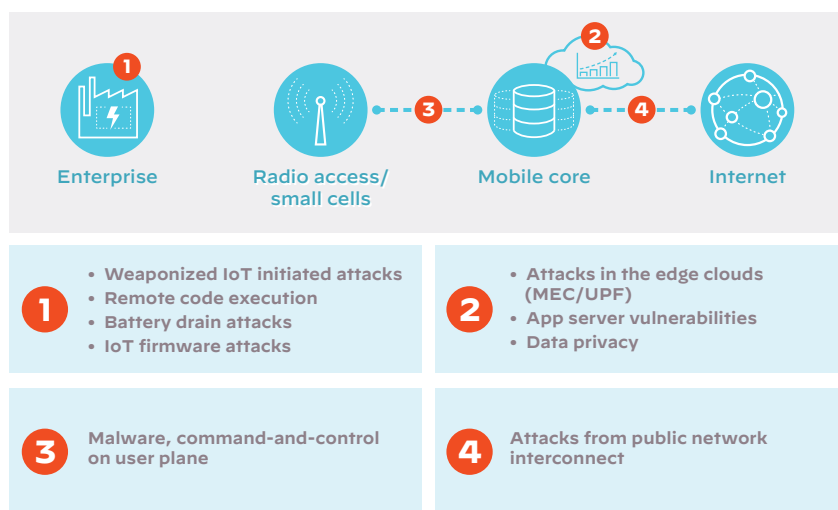 1
2
3
4
Enterprise
Radio access/
small cells
Mobile core
Internet
1
• Weaponized IoT initiated attacks
• Remote code execution
• Battery drain attacks
• IoT firmware attacks
2
• Attacks in the edge clouds
(MEC/UPF)
• App server vulnerabilities
• Data privacy
3
Malware, command-and-control
on user plane
4
Attacks from public network
interconnect